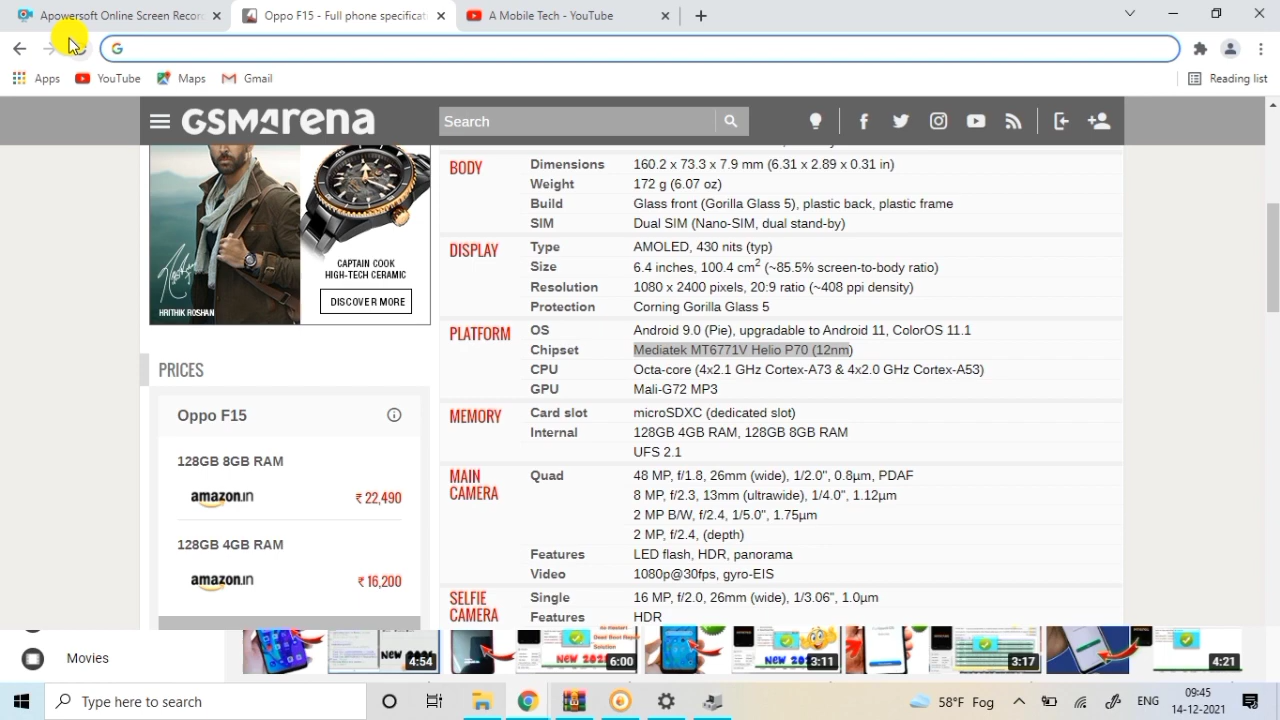 Apowersoft Online Screen Recor
Oppo F15 - Full phone specificat
A Mobile Tech - YouTube
Apps
YouTube
Maps
Gmail
Reading list
GSMArena
Search
BODY
Dimensions 160.2 x 73.3 x 7.9 mm (6.31 x 2.89 x 0.31 in)
Weight 172 g (6.07 oz)
Build Glass front (Gorilla Glass 5), plastic back, plastic frame
SIM Dual SIM (Nano-SIM, dual stand-by)
DISPLAY
Type AMOLED, 430 nits (typ)
Size 6.4 inches, 100.4 cm2 (~85.5% screen-to-body ratio)
Resolution 1080 x 2400 pixels, 20:9 ratio (~408 ppi density)
Protection Corning Gorilla Glass 5
PLATFORM
OS Android 9.0 (Pie), upgradable to Android 11, ColorOS 11.1
Chipset Mediatek MT6771V Helio P70 (12nm)
CPU Octa-core (4x2.1 GHz Cortex-A73 & 4x2.0 GHz Cortex-A53)
GPU Mali-G72 MP3
MEMORY
Card slot microSDXC (dedicated slot)
Internal 128GB 4GB RAM, 128GB 8GB RAM
UFS 2.1
MAIN
CAMERA
Quad 48 MP, f/1.8, 26mm (wide), 1/2.0", 0.8µm, PDAF
8 MP, f/2.3, 13mm (ultrawide), 1/4.0", 1.12µm
2 MP B/W, f/2.4, 1/5.0", 1.75µm
2 MP, f/2.4, (depth)
Features LED flash, HDR, panorama
Video 1080p@30fps, gyro-EIS
SELFIE
CAMERA
Single 16 MP, f/2.0, 26mm (wide), 1/3.06", 1.0µm
Features HDR
CAPTAIN COOK
HIGH-TECH CERAMIC
DISCOVER MORE
HRITHIK ROSHAN
PRICES
Oppo F15
128GB 8GB RAM
amazon.in ₹ 22,490
128GB 4GB RAM
amazon.in ₹ 16,200
Movies
4:54
6:00
3:11
3:17
4:21
Type here to search
58°F Fog
ENG
09:45
14-12-2021